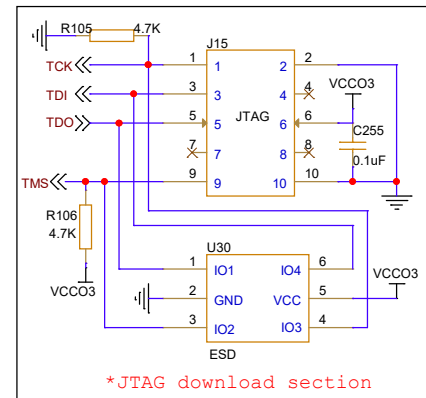 R105 4.7K
J15
TCK 1 1 2 2
VCCO3
TDI 3 3 4 4
TDO 5 5 JTAG 6 6
C255
7 7 8 8
0.1uF
TMS 9 9 10 10
R106
4.7K
U30
VCCO3
1 IO1 IO4 6
VCCO3
2 GND VCC 5
3 IO2 IO3 4
ESD
*JTAG download section